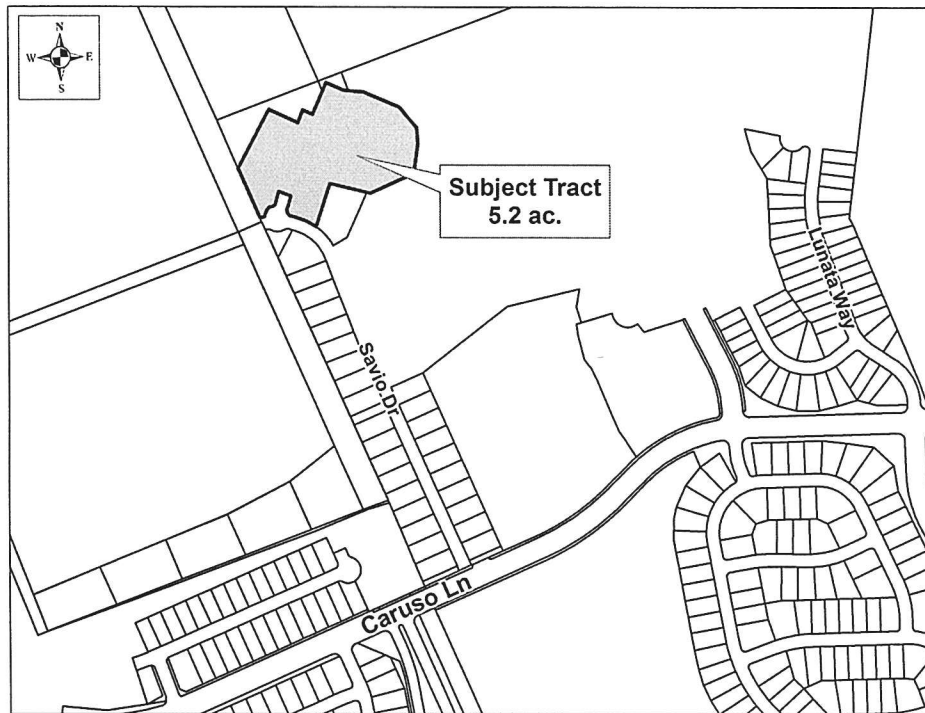 N
W E
S
Subject Tract
5.2 ac.
Lunata Way
Savio Dr
Caruso Ln